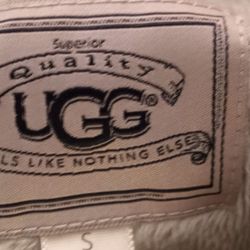 Superior
Quality
UGG®
LS LIKE NOTHING ELSE
S